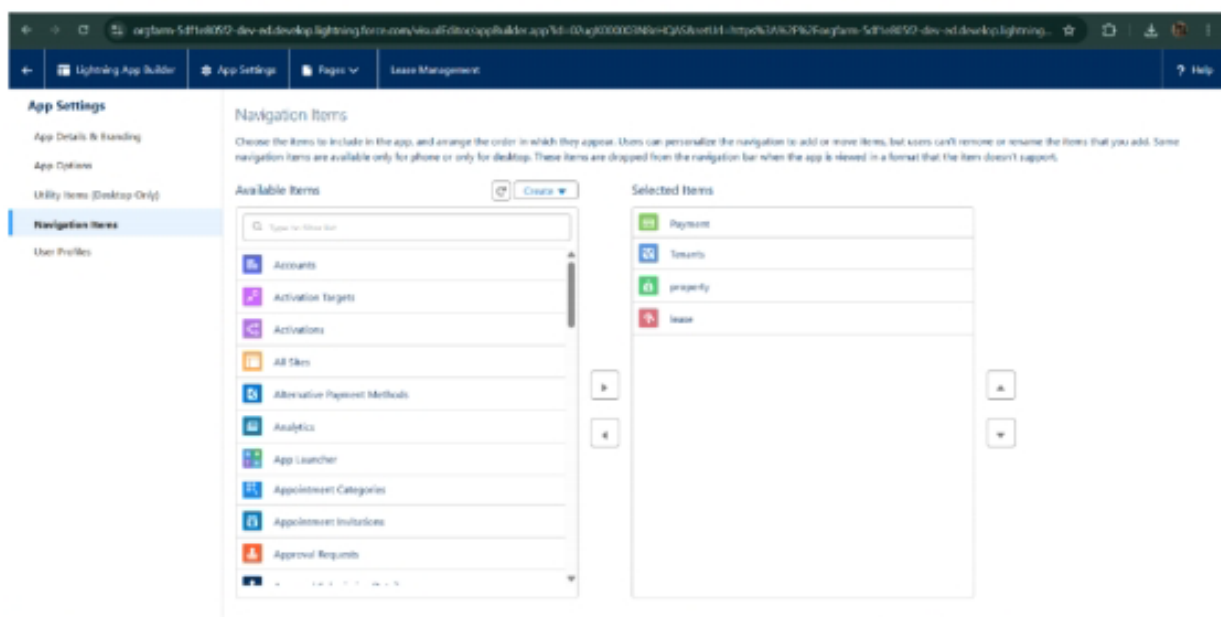 Lightning App Builder
App Settings
Pages
Lease Management
? Help
App Settings
App Details & Branding
App Options
Utility Items (Desktop Only)
Navigation Items
User Profiles
Navigation Items
Choose the items to include in the app, and arrange the order in which they appear. Users can personalize the navigation to add or move items, but users can't remove or rename the items that you add. Some
navigation items are available only for phone or only for desktop. These items are dropped from the navigation bar when the app is viewed in a format that the item doesn't support.
Available Items
Create
Type to filter list
Accounts
Activation Targets
Activations
All Sites
Alternative Payment Methods
Analytics
App Launcher
Appointment Categories
Appointment Invitations
Approval Requests
Selected Items
Payment
Tenants
property
lease